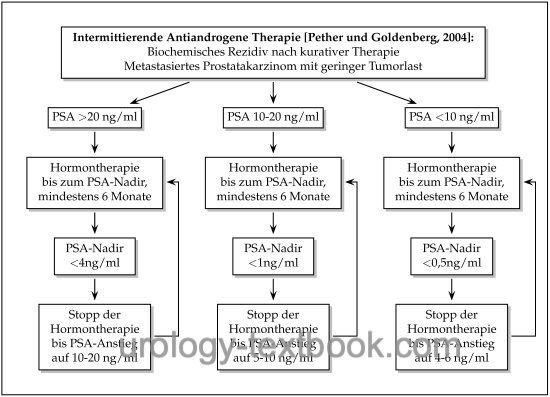 Intermittierende Antiandrogene Therapie [Pether und Goldenberg, 2004]:
Biochemisches Rezidiv nach kurativer Therapie
Metastasiertes Prostatakarzinom mit geringer Tumorlast
PSA >20 ng/ml
PSA 10-20 ng/ml
PSA <10 ng/ml
Hormontherapie
bis zum PSA-Nadir,
mindestens 6 Monate
Hormontherapie
bis zum PSA-Nadir,
mindestens 6 Monate
Hormontherapie
bis zum PSA-Nadir,
mindestens 6 Monate
PSA-Nadir
<4ng/ml
PSA-Nadir
<1ng/ml
PSA-Nadir
<0,5ng/ml
Stopp der
Hormontherapie
bis PSA-Anstieg
auf 10-20 ng/ml
Stopp der
Hormontherapie
bis PSA-Anstieg
auf 5-10 ng/ml
Stopp der
Hormontherapie
bis PSA-Anstieg
auf 4-6 ng/ml
urology-textbook.com